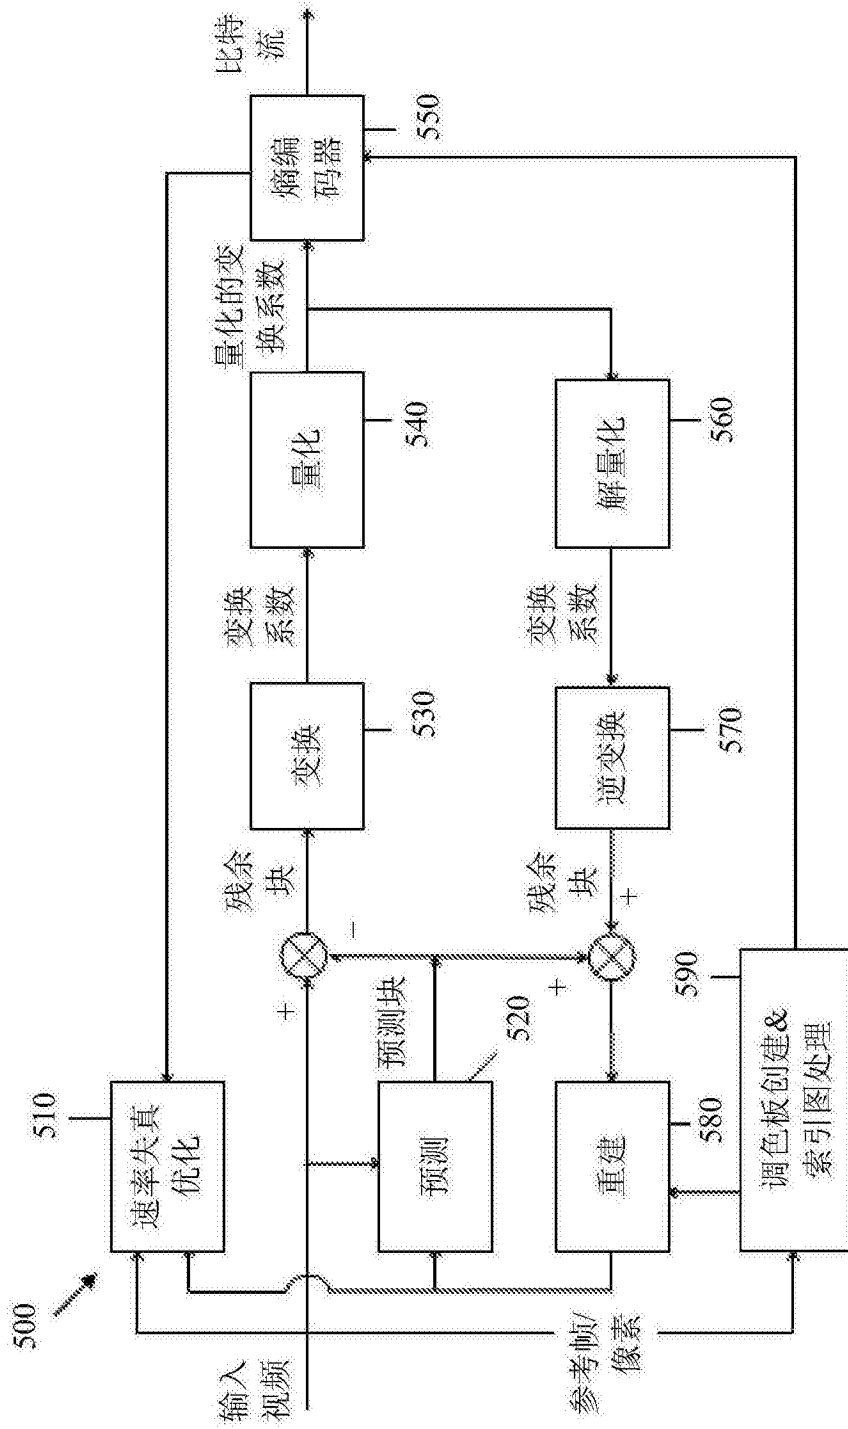 500
510
速率失真
优化
输入
视频
+
-
残余
块
变换
530
变换
系数
量化
540
量化的变
换系数
熵编
码器
550
比特
流
预测
520
预测块
重建
580
+
+
残余
块
逆变换
570
变换
系数
解量化
560
参考帧/
像素
调色板创建&
索引图处理
590